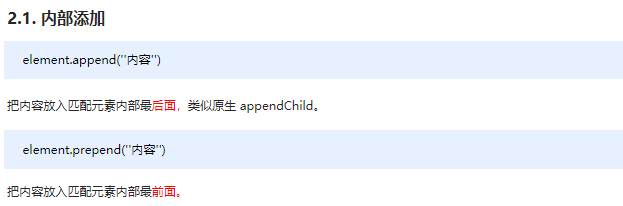 2.1. 内部添加
element.append(''内容'')
把内容放入匹配元素内部最后面，类似原生 appendChild。
element.prepend(''内容'')
把内容放入匹配元素内部最前面。